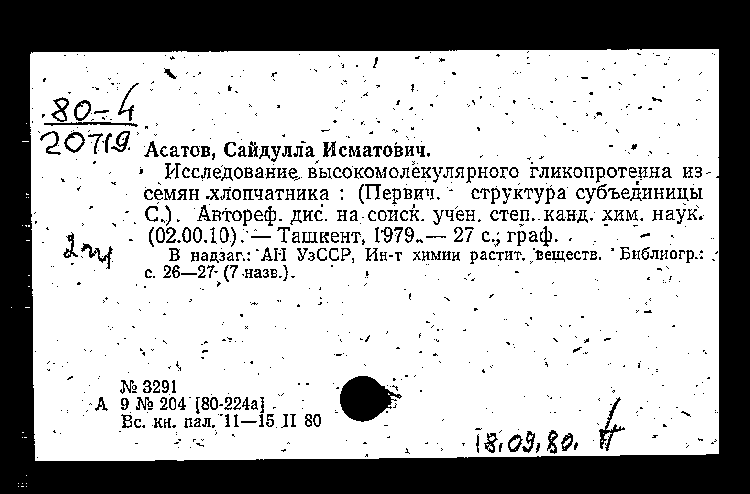 80-4
20719
Асатов, Сайдулла Исматович.
Исследование высокомолекулярного гликопротеина из
семян хлопчатника : (Первич. структура субъединицы
С.). Автореф. дис. на соиск. учен. степ. канд. хим. наук.
(02.00.10). — Ташкент, 1979. — 27 с.; граф.
В надзаг.: АН УзССР, Ин-т химии растит. веществ. Библиогр.:
с. 26—27 (7 назв.).
№ 3291
А 9 № 204 [80-224а]
Вс. кн. пал. 11—15 II 80
18.09.80.